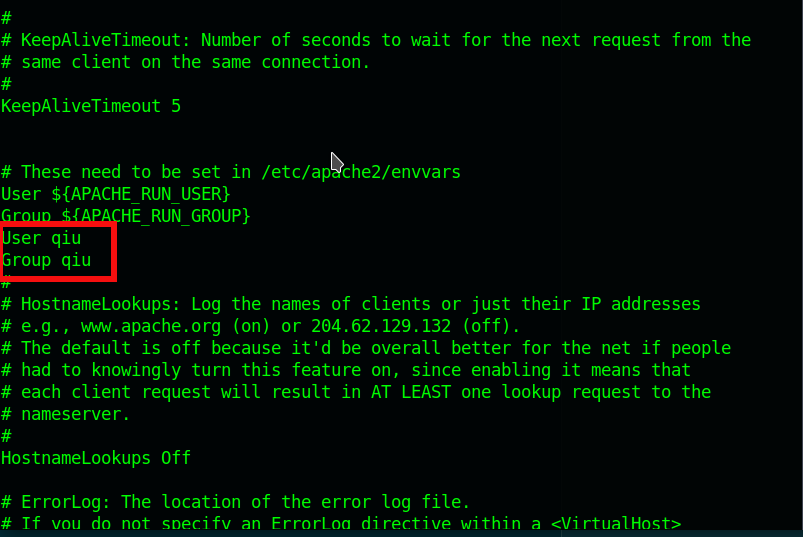 #
# KeepAliveTimeout: Number of seconds to wait for the next request from the
# same client on the same connection.
#
KeepAliveTimeout 5
# These need to be set in /etc/apache2/envvars
User ${APACHE_RUN_USER}
Group ${APACHE_RUN_GROUP}
User qiu
Group qiu
#
# HostnameLookups: Log the names of clients or just their IP addresses
# e.g., www.apache.org (on) or 204.62.129.132 (off).
# The default is off because it'd be overall better for the net if people
# had to knowingly turn this feature on, since enabling it means that
# each client request will result in AT LEAST one lookup request to the
# nameserver.
#
HostnameLookups Off
# ErrorLog: The location of the error log file.
# If you do not specify an ErrorLog directive within a <VirtualHost>